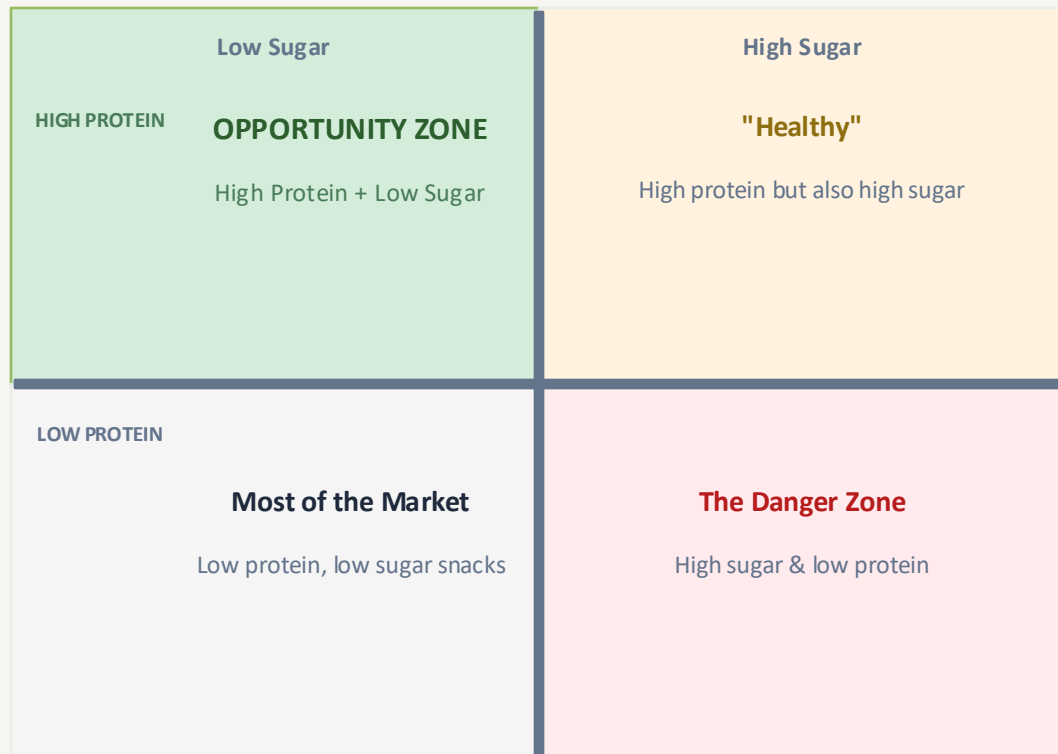 Low Sugar
High Sugar
HIGH PROTEIN
OPPORTUNITY ZONE
"Healthy"
High Protein + Low Sugar
High protein but also high sugar
LOW PROTEIN
Most of the Market
The Danger Zone
Low protein, low sugar snacks
High sugar & low protein